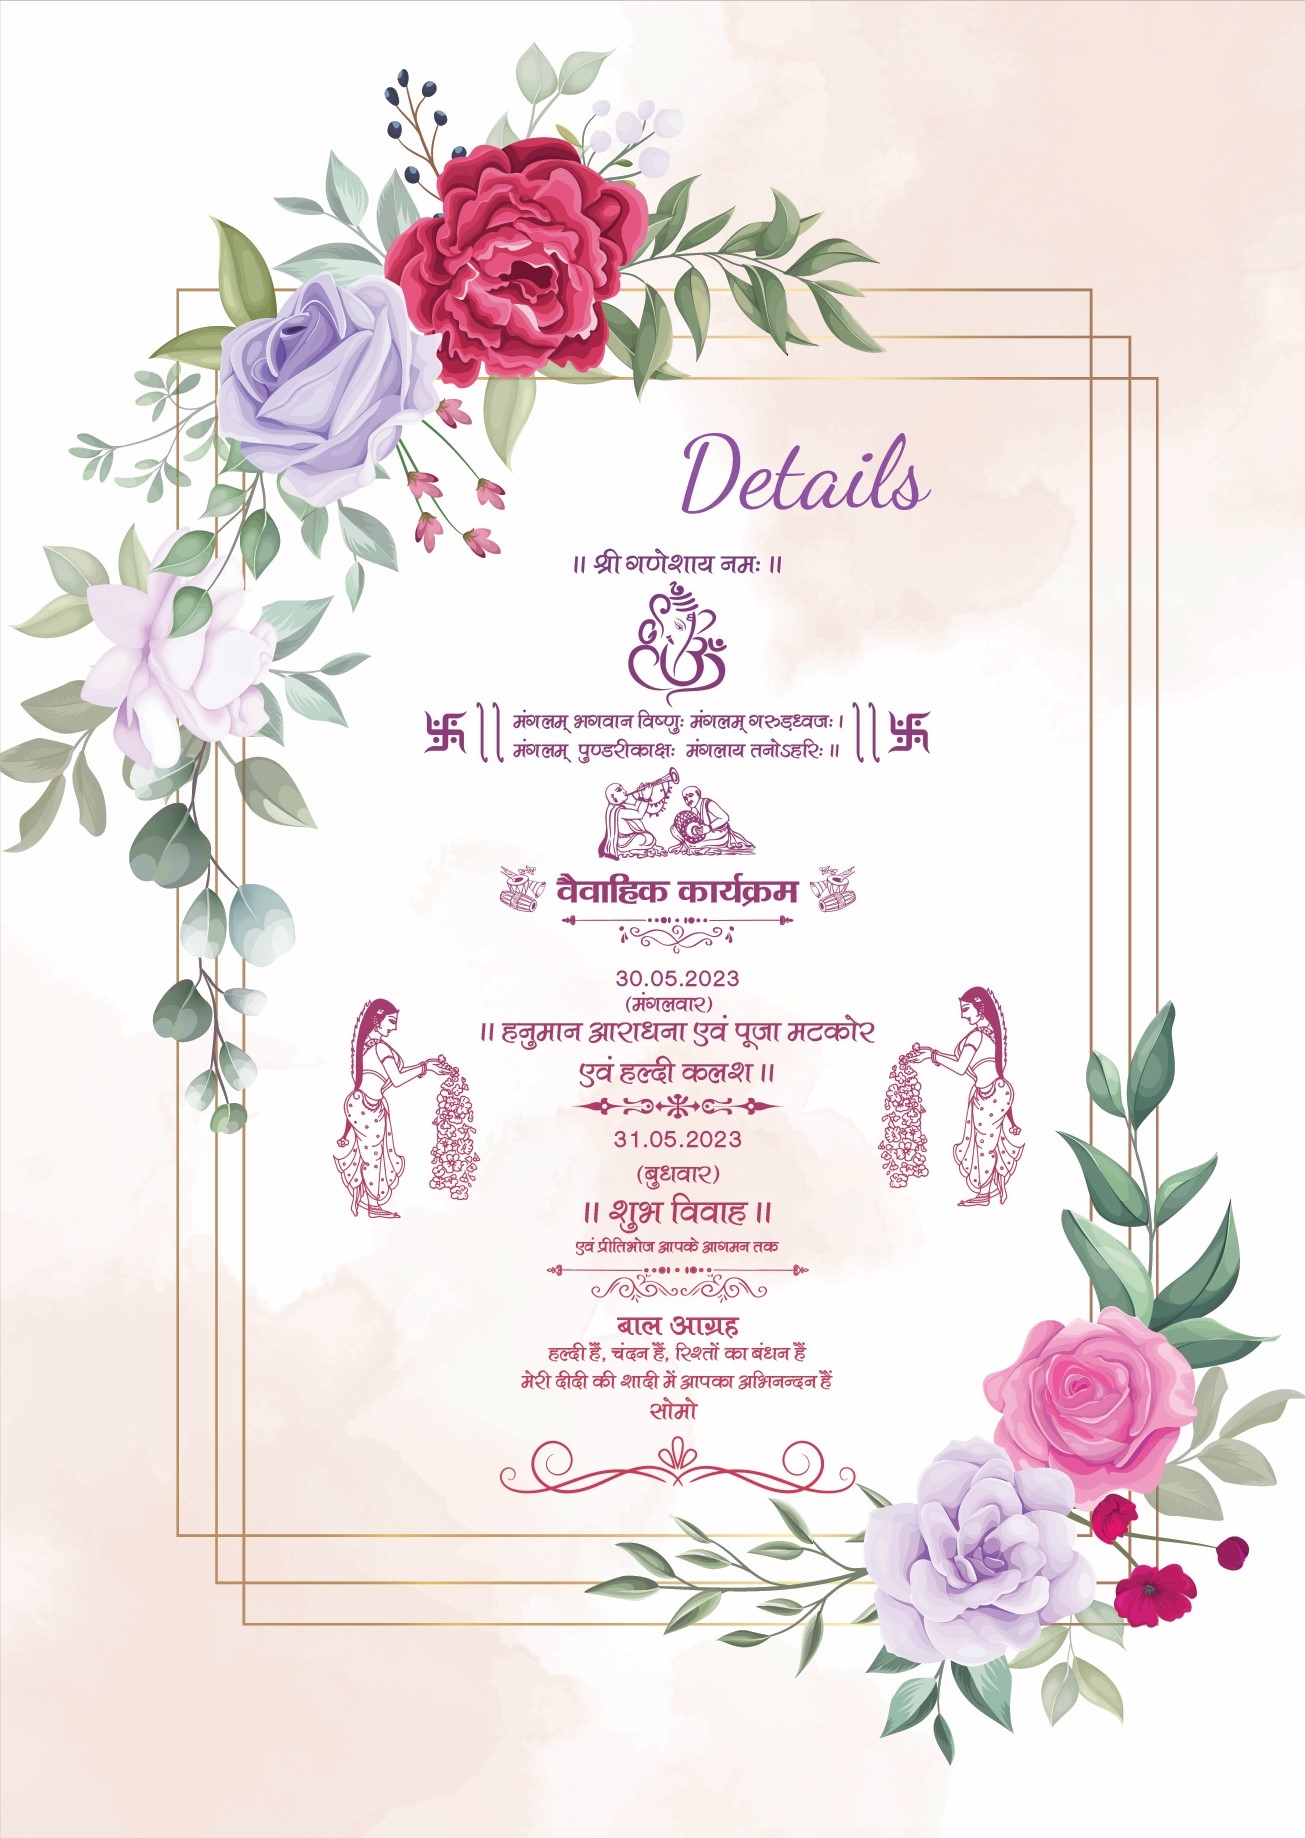 Details
।। श्री गणेशाय नमः ।।
मंगलम् भगवान विष्णुः मंगलम् गरुड़ध्वजः।
मंगलम् पुण्डरीकाक्षः मंगलाय तनोऽहरिः ॥
वैवाहिक कार्यक्रम
30.05.2023
(मंगलवार)
।। हनुमान आराधना एवं पूजा मटकोर
एवं हल्दी कलश ।।
31.05.2023
(बुधवार)
।। शुभ विवाह ।।
एवं प्रीतिभोज आपके आगमन तक
बाल आग्रह
हल्दी हैं, चंदन हैं, रिश्तों का बंधन हैं
मेरी दीदी की शादी में आपका अभिनन्दन हैं
सोमो